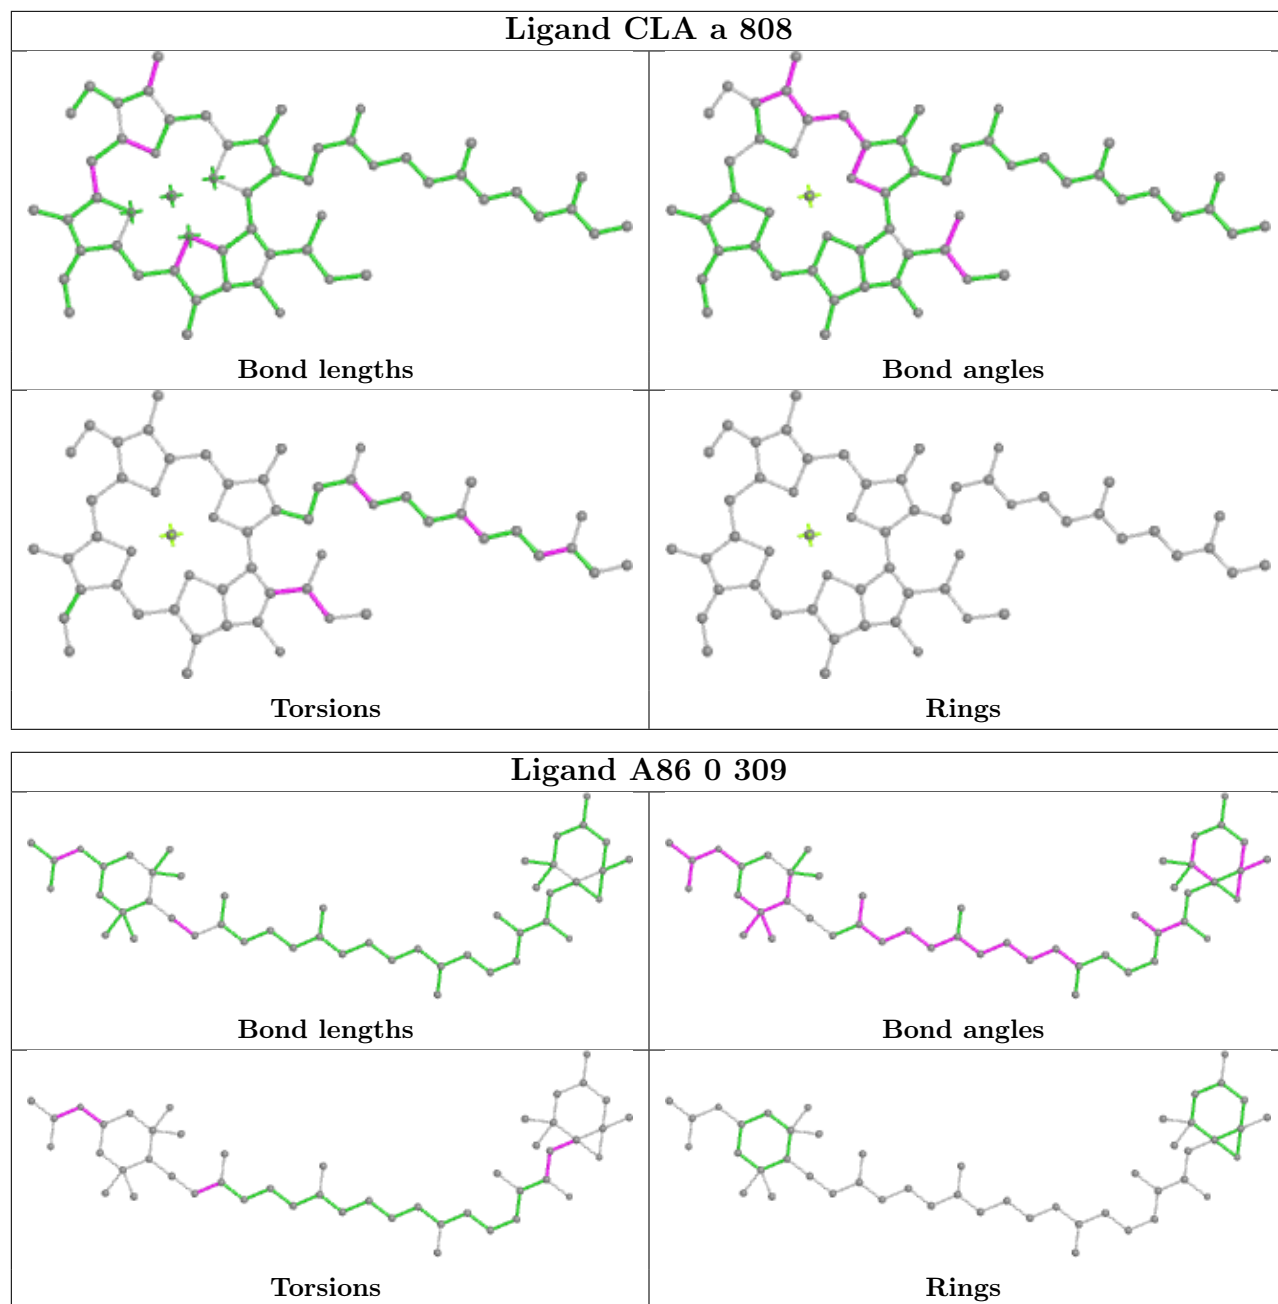 Ligand CLA a 808
Bond lengths
Bond angles
Torsions
Rings
Ligand A86 0 309
Bond lengths
Bond angles
Torsions
Rings